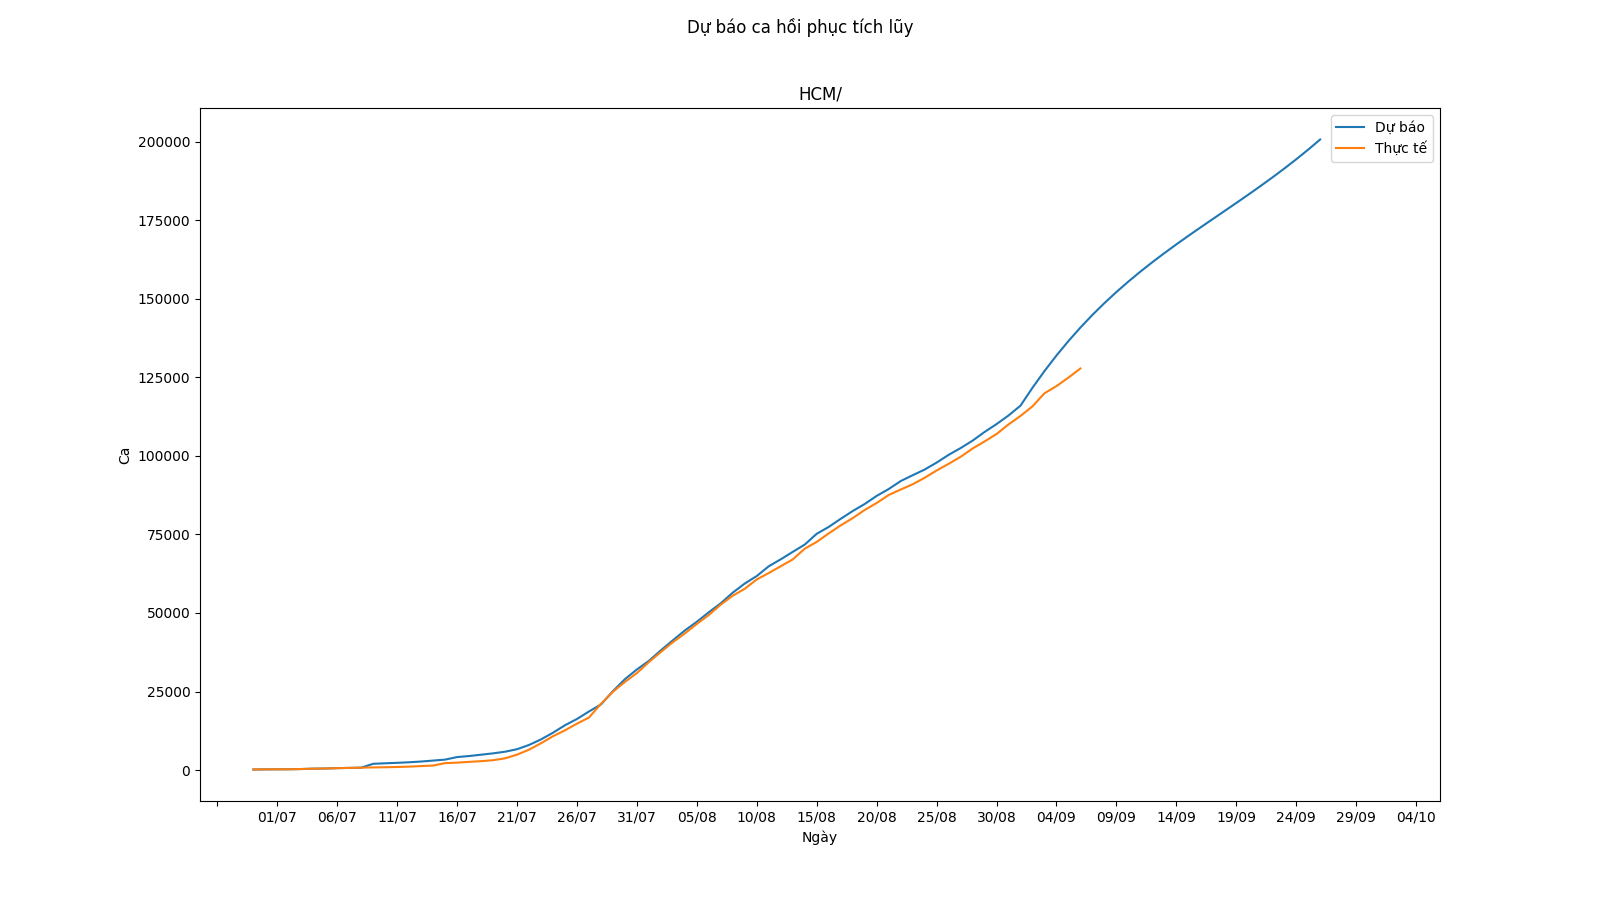 Dự báo ca hồi phục tích lũy
HCM/
Dự báo
Thực tế
200000
175000
150000
125000
100000
75000
50000
25000
0
Ca
01/07 06/07 11/07 16/07 21/07 26/07 31/07 05/08 10/08 15/08 20/08 25/08 30/08 04/09 09/09 14/09 19/09 24/09 29/09 04/10
Ngày